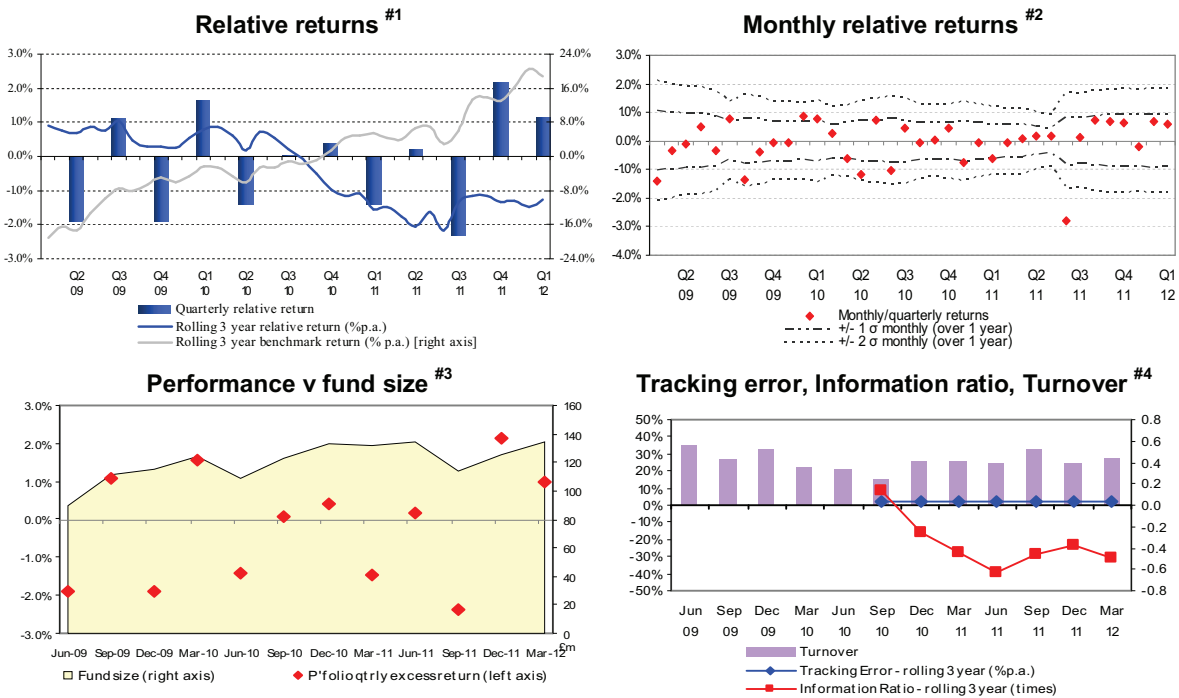 Relative returns #1
3.0%
2.0%
1.0%
0.0%
-1.0%
-2.0%
-3.0%
24.0%
16.0%
8.0%
0.0%
-8.0%
-16.0%
-24.0%
Q2 Q3 Q4 Q1 Q2 Q3 Q4 Q1 Q2 Q3 Q4 Q1
09 09 09 10 10 10 10 11 11 11 11 12
Quarterly relative return
Rolling 3 year relative return (%p.a.)
Rolling 3 year benchmark return (% p.a.) [right axis]
Monthly relative returns #2
3.0%
2.0%
1.0%
0.0%
-1.0%
-2.0%
-3.0%
-4.0%
Q2 Q3 Q4 Q1 Q2 Q3 Q4 Q1 Q2 Q3 Q4 Q1
09 09 09 10 10 10 10 11 11 11 11 12
Monthly/quarterly returns
+/- 1 σ monthly (over 1 year)
+/- 2 σ monthly (over 1 year)
Performance v fund size #3
3.0%
2.0%
1.0%
0.0%
-1.0%
-2.0%
-3.0%
160
140
120
100
80
60
40
20
0
£m
Jun-09 Sep-09 Dec-09 Mar-10 Jun-10 Sep-10 Dec-10 Mar-11 Jun-11 Sep-11 Dec-11 Mar-12
Fund size (right axis)
P'folio qtrly excess return (left axis)
Tracking error, Information ratio, Turnover #4
50%
40%
30%
20%
10%
0%
-10%
-20%
-30%
-40%
-50%
0.8
0.6
0.4
0.2
0.0
-0.2
-0.4
-0.6
-0.8
Jun Sep Dec Mar Jun Sep Dec Mar Jun Sep Dec Mar
09 09 09 10 10 10 10 11 11 11 11 12
Turnover
Tracking Error - rolling 3 year (%p.a.)
Information Ratio - rolling 3 year (times)